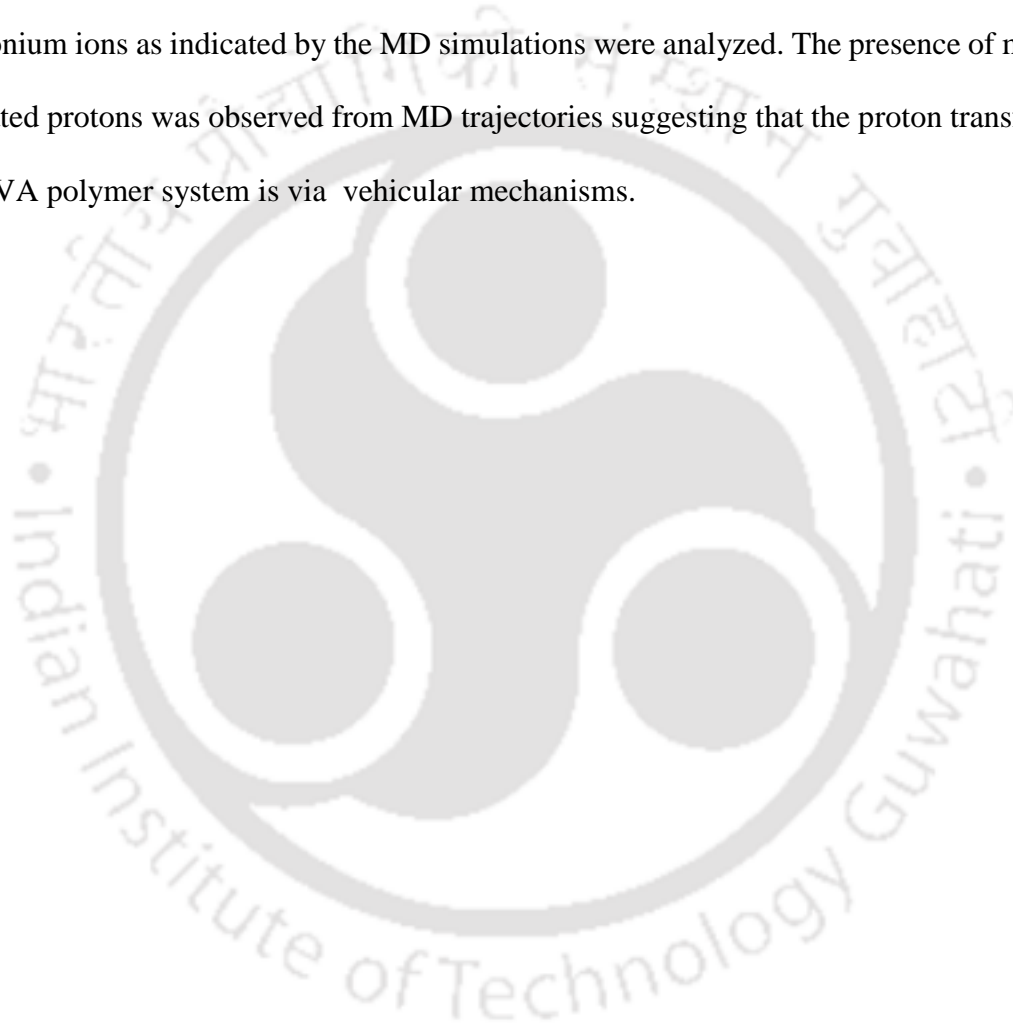 onium ions as indicated by the MD simulations were analyzed. The presence of
ted protons was observed from MD trajectories suggesting that the proton trans
VA polymer system is via vehicular mechanisms.
भारतीय प्रौद्योगिकी संस्थान गुवाहाटी
Indian Institute of Technology Guwahati